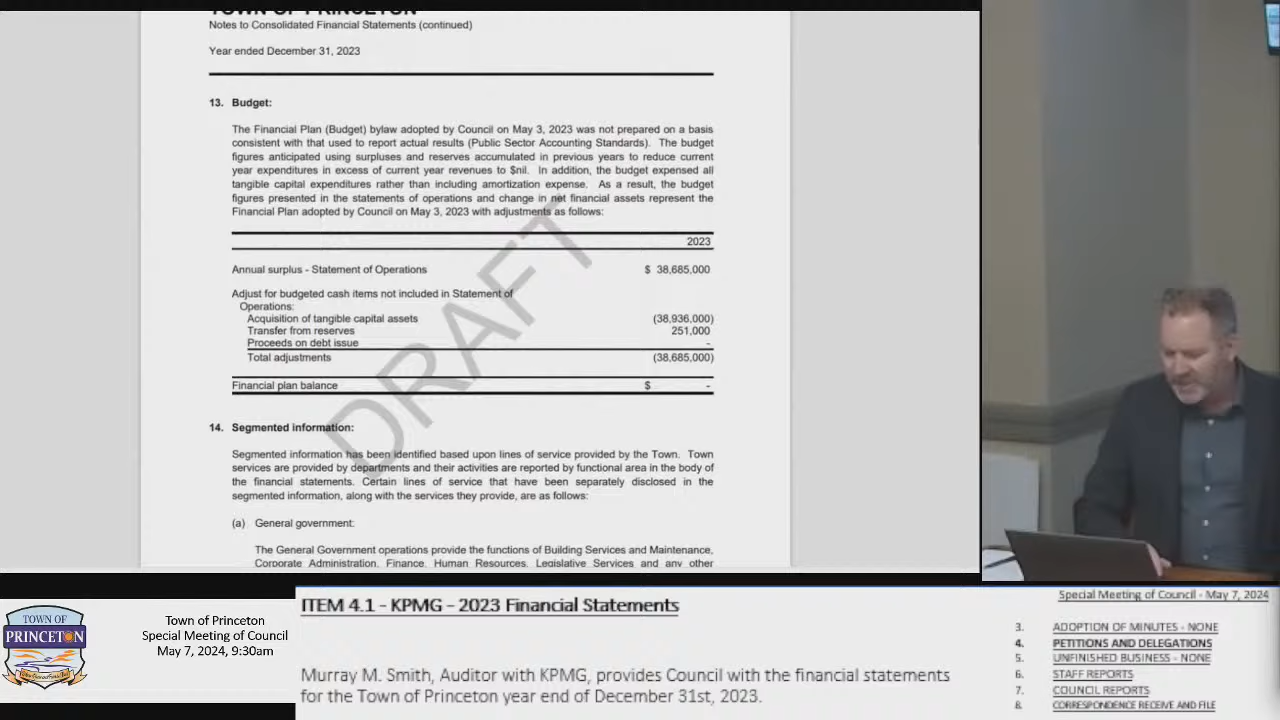 TOWN OF PRINCETON
Notes to Consolidated Financial Statements (continued)
Year ended December 31, 2023
13. Budget:
The Financial Plan (Budget) bylaw adopted by Council on May 3, 2023 was not prepared on a basis
consistent with that used to report actual results (Public Sector Accounting Standards). The budget
figures anticipated using surpluses and reserves accumulated in previous years to reduce current
year expenditures in excess of current year revenues to $nil. In addition, the budget expensed all
tangible capital expenditures rather than including amortization expense. As a result, the budget
figures presented in the statements of operations and change in net financial assets represent the
Financial Plan adopted by Council on May 3, 2023 with adjustments as follows:
2023
Annual surplus - Statement of Operations $ 38,685,000
Adjust for budgeted cash items not included in Statement of
Operations:
Acquisition of tangible capital assets (38,936,000)
Transfer from reserves 251,000
Proceeds on debt issue -
Total adjustments (38,685,000)
Financial plan balance $ -
DRAFT
14. Segmented information:
Segmented information has been identified based upon lines of service provided by the Town. Town
services are provided by departments and their activities are reported by functional area in the body of
the financial statements. Certain lines of service that have been separately disclosed in the
segmented information, along with the services they provide, are as follows:
(a) General government:
The General Government operations provide the functions of Building Services and Maintenance,
Corporate Administration, Finance, Human Resources, Legislative Services and any other
TOWN OF
PRINCETON
Town of Princeton
Special Meeting of Council
May 7, 2024, 9:30am
ITEM 4.1 - KPMG - 2023 Financial Statements
Murray M. Smith, Auditor with KPMG, provides Council with the financial statements
for the Town of Princeton year end of December 31st, 2023.
Special Meeting of Council - May 7, 2024
3. ADOPTION OF MINUTES - NONE
4. PETITIONS AND DELEGATIONS
5. UNFINISHED BUSINESS - NONE
6. STAFF REPORTS
7. COUNCIL REPORTS
8. CORRESPONDENCE RECEIVE AND FILE